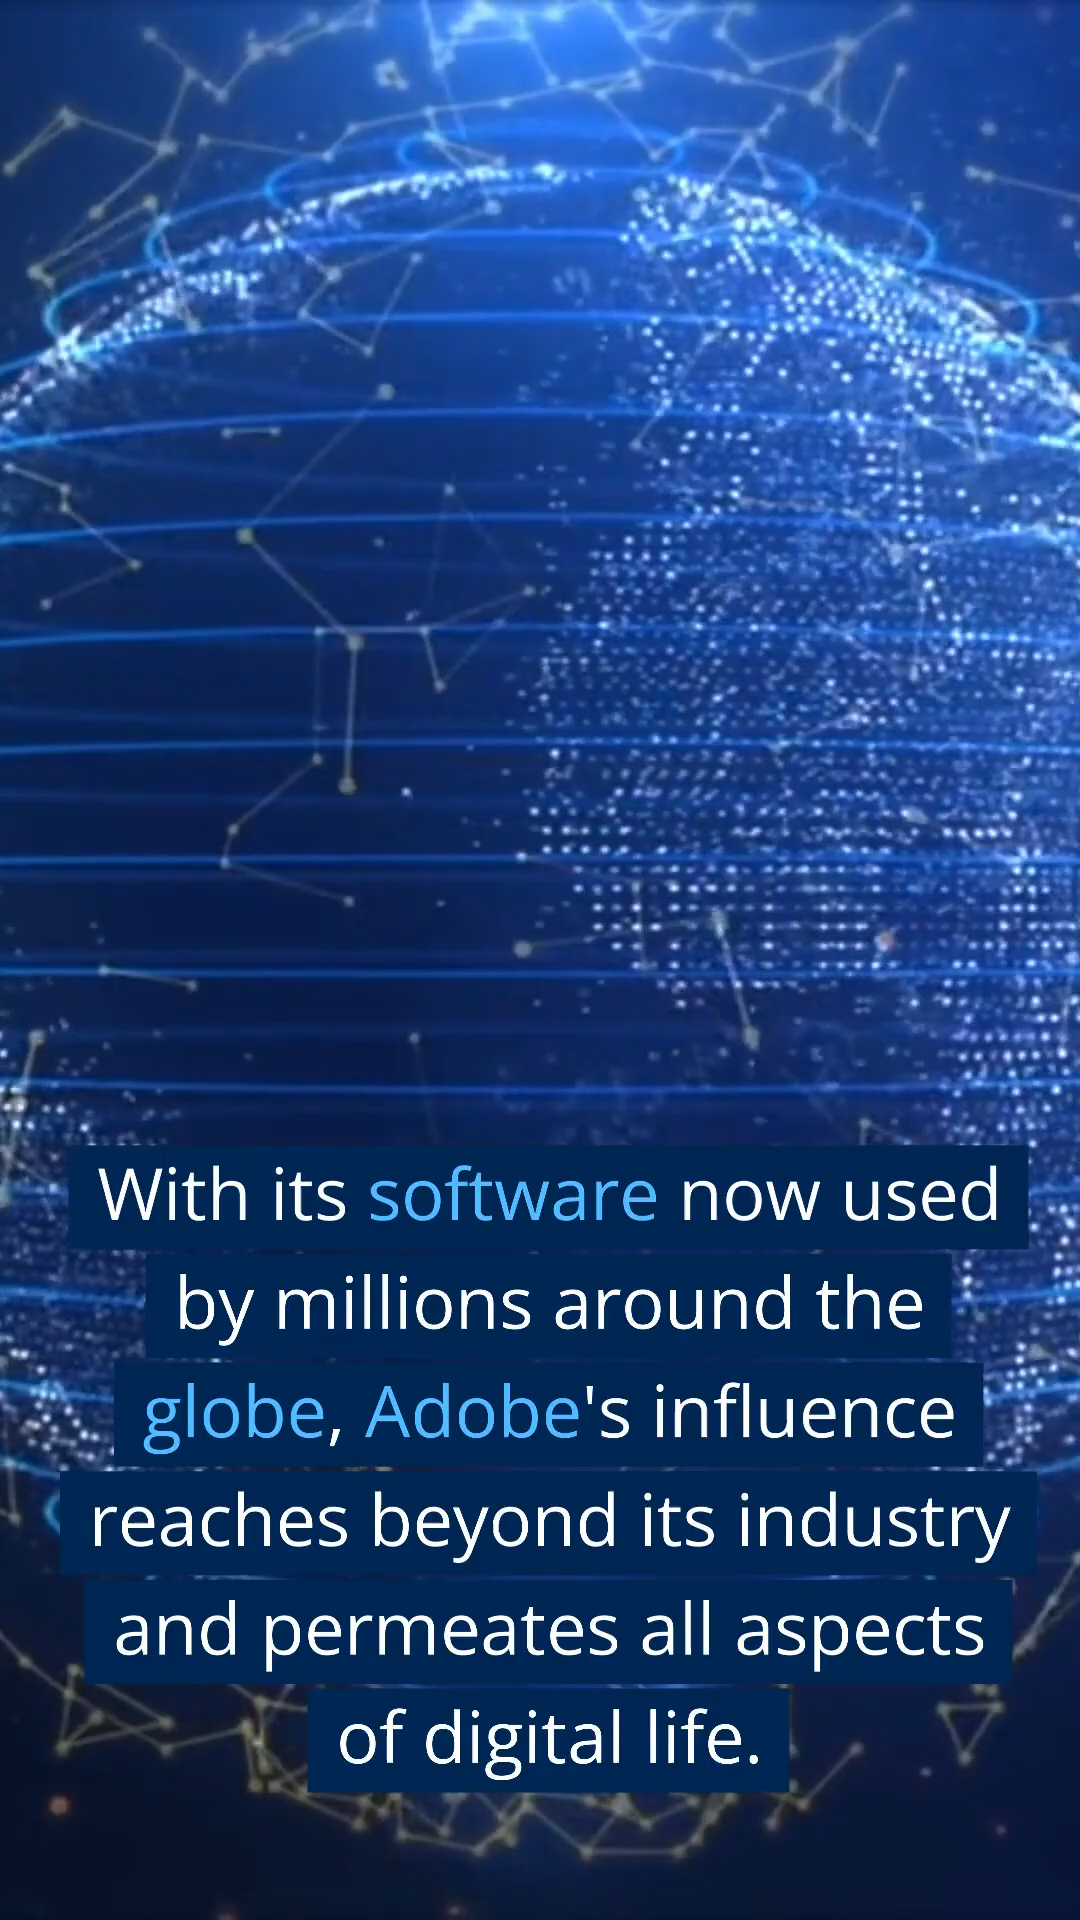 With its software now used
by millions around the
globe, Adobe's influence
reaches beyond its industry
and permeates all aspects
of digital life.